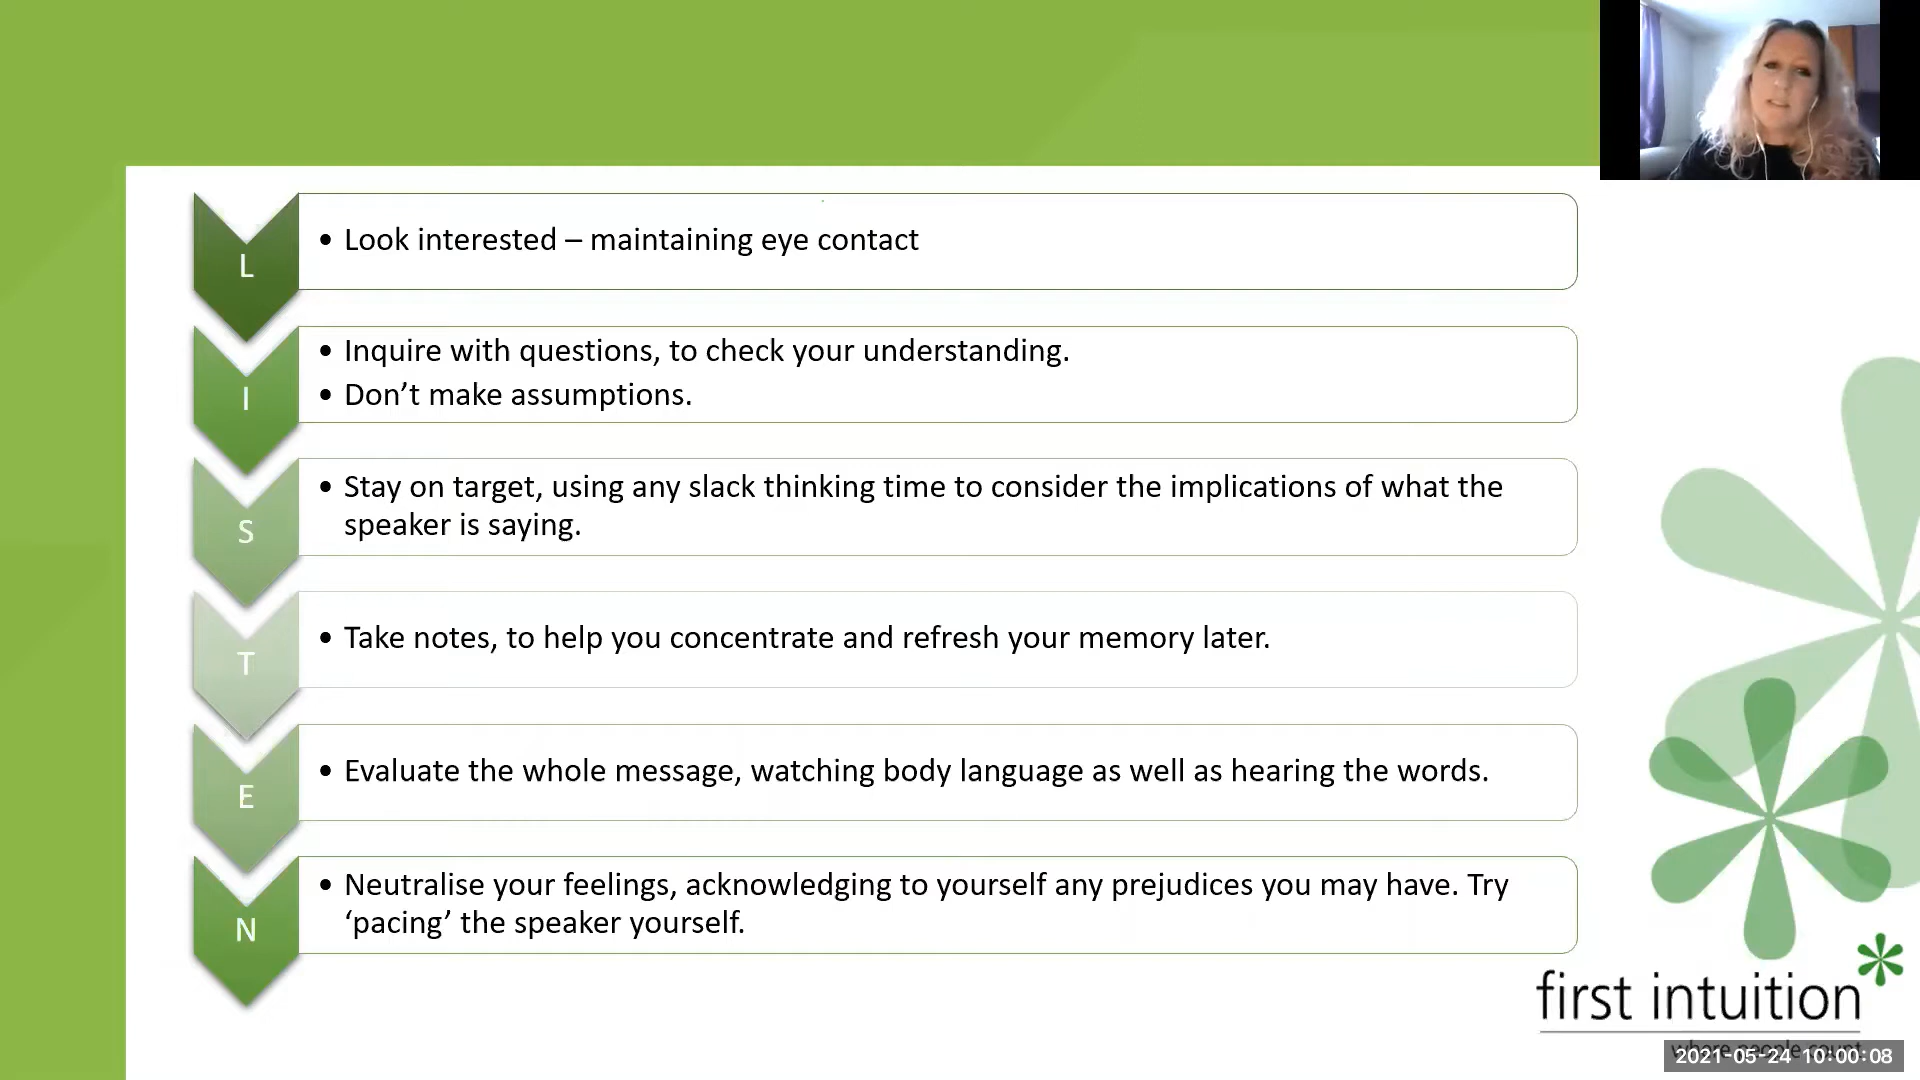 L
• Look interested – maintaining eye contact
I
• Inquire with questions, to check your understanding.
• Don’t make assumptions.
S
• Stay on target, using any slack thinking time to consider the implications of what the
speaker is saying.
T
• Take notes, to help you concentrate and refresh your memory later.
E
• Evaluate the whole message, watching body language as well as hearing the words.
N
• Neutralise your feelings, acknowledging to yourself any prejudices you may have. Try
‘pacing’ the speaker yourself.
first intuition
2021-05-24 10:00:08